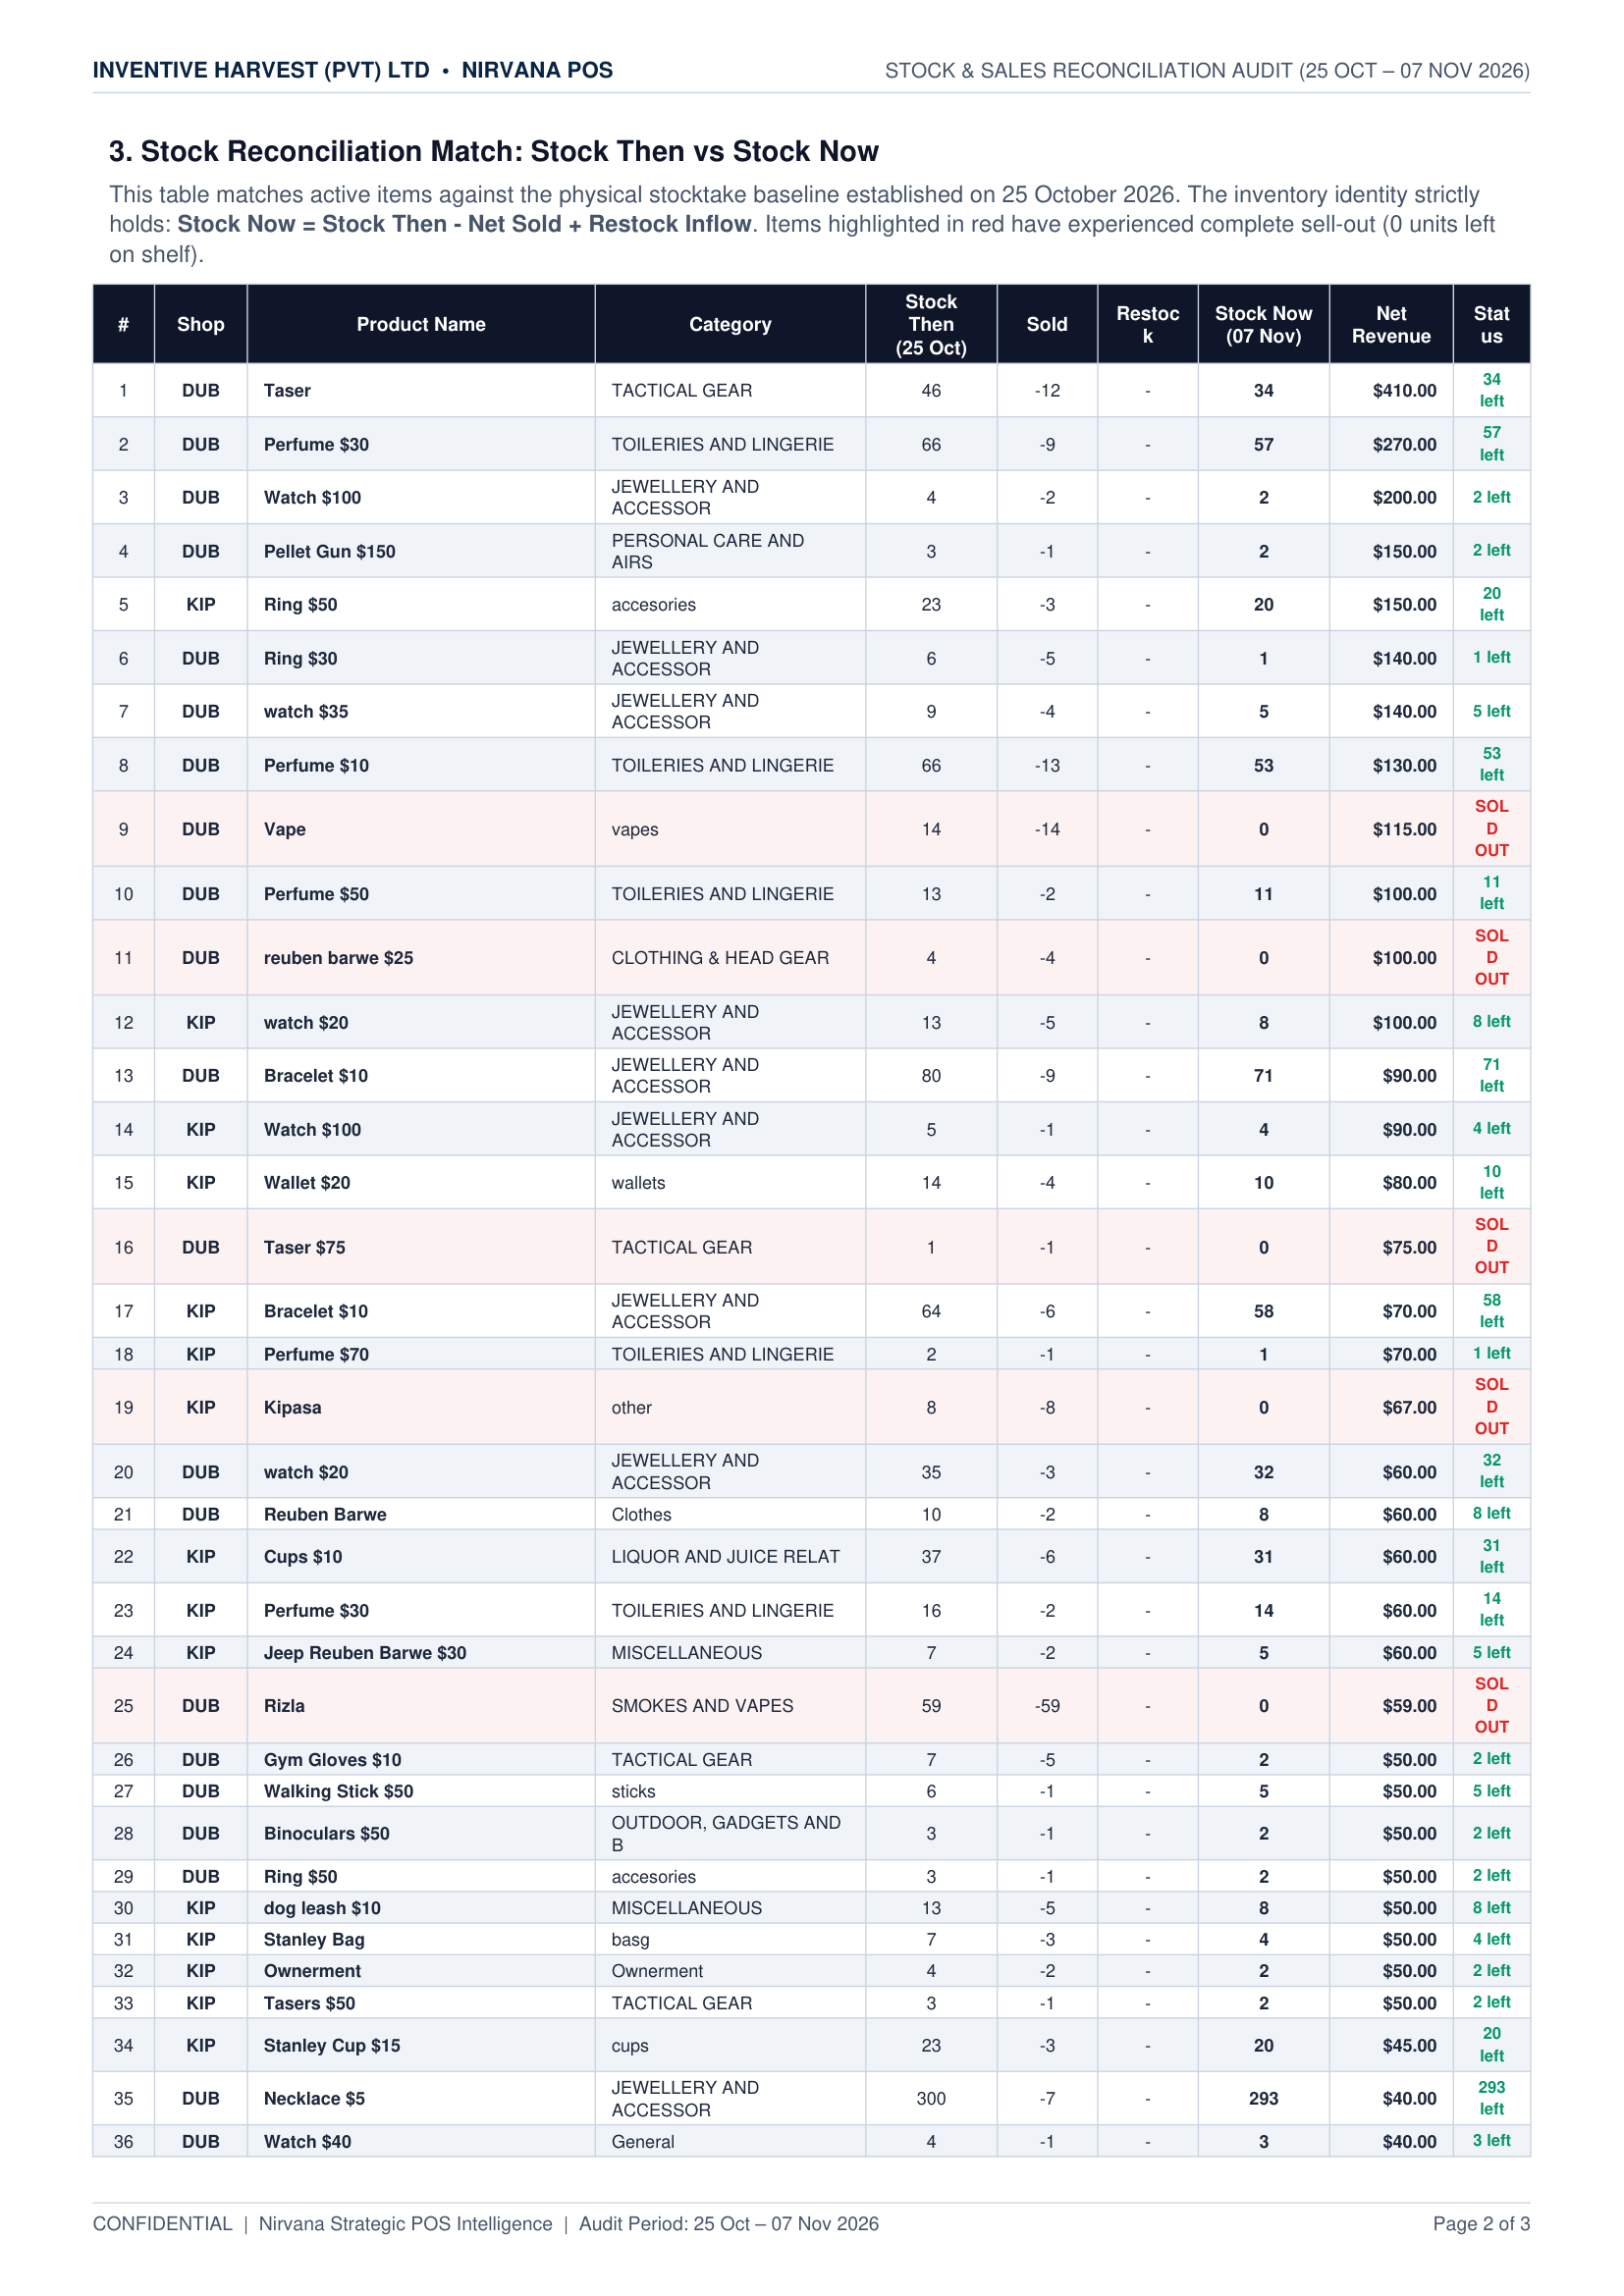 INVENTIVE HARVEST (PVT) LTD • NIRVANA POS
STOCK & SALES RECONCILIATION AUDIT (25 OCT – 07 NOV 2026)
3. Stock Reconciliation Match: Stock Then vs Stock Now
This table matches active items against the physical stocktake baseline established on 25 October 2026. The inventory identity strictly
holds: Stock Now = Stock Then - Net Sold + Restock Inflow. Items highlighted in red have experienced complete sell-out (0 units left
on shelf).
# Shop Product Name Category Stock Then (25 Oct) Sold Restock Stock Now (07 Nov) Net Revenue Status
1 DUB Taser TACTICAL GEAR 46 -12 - 34 $410.00 34 left
2 DUB Perfume $30 TOILERIES AND LINGERIE 66 -9 - 57 $270.00 57 left
3 DUB Watch $100 JEWELLERY AND ACCESSOR 4 -2 - 2 $200.00 2 left
4 DUB Pellet Gun $150 PERSONAL CARE AND AIRS 3 -1 - 2 $150.00 2 left
5 KIP Ring $50 accesories 23 -3 - 20 $150.00 20 left
6 DUB Ring $30 JEWELLERY AND ACCESSOR 6 -5 - 1 $140.00 1 left
7 DUB watch $35 JEWELLERY AND ACCESSOR 9 -4 - 5 $140.00 5 left
8 DUB Perfume $10 TOILERIES AND LINGERIE 66 -13 - 53 $130.00 53 left
9 DUB Vape vapes 14 -14 - 0 $115.00 SOLD OUT
10 DUB Perfume $50 TOILERIES AND LINGERIE 13 -2 - 11 $100.00 11 left
11 DUB reuben barwe $25 CLOTHING & HEAD GEAR 4 -4 - 0 $100.00 SOLD OUT
12 KIP watch $20 JEWELLERY AND ACCESSOR 13 -5 - 8 $100.00 8 left
13 DUB Bracelet $10 JEWELLERY AND ACCESSOR 80 -9 - 71 $90.00 71 left
14 KIP Watch $100 JEWELLERY AND ACCESSOR 5 -1 - 4 $90.00 4 left
15 KIP Wallet $20 wallets 14 -4 - 10 $80.00 10 left
16 DUB Taser $75 TACTICAL GEAR 1 -1 - 0 $75.00 SOLD OUT
17 KIP Bracelet $10 JEWELLERY AND ACCESSOR 64 -6 - 58 $70.00 58 left
18 KIP Perfume $70 TOILERIES AND LINGERIE 2 -1 - 1 $70.00 1 left
19 KIP Kipasa other 8 -8 - 0 $67.00 SOLD OUT
20 DUB watch $20 JEWELLERY AND ACCESSOR 35 -3 - 32 $60.00 32 left
21 DUB Reuben Barwe Clothes 10 -2 - 8 $60.00 8 left
22 KIP Cups $10 LIQUOR AND JUICE RELAT 37 -6 - 31 $60.00 31 left
23 KIP Perfume $30 TOILERIES AND LINGERIE 16 -2 - 14 $60.00 14 left
24 KIP Jeep Reuben Barwe $30 MISCELLANEOUS 7 -2 - 5 $60.00 5 left
25 DUB Rizla SMOKES AND VAPES 59 -59 - 0 $59.00 SOLD OUT
26 DUB Gym Gloves $10 TACTICAL GEAR 7 -5 - 2 $50.00 2 left
27 DUB Walking Stick $50 sticks 6 -1 - 5 $50.00 5 left
28 DUB Binoculars $50 OUTDOOR, GADGETS AND B 3 -1 - 2 $50.00 2 left
29 DUB Ring $50 accesories 3 -1 - 2 $50.00 2 left
30 KIP dog leash $10 MISCELLANEOUS 13 -5 - 8 $50.00 8 left
31 KIP Stanley Bag basg 7 -3 - 4 $50.00 4 left
32 KIP Ownerment Ownerment 4 -2 - 2 $50.00 2 left
33 KIP Tasers $50 TACTICAL GEAR 3 -1 - 2 $50.00 2 left
34 KIP Stanley Cup $15 cups 23 -3 - 20 $45.00 20 left
35 DUB Necklace $5 JEWELLERY AND ACCESSOR 300 -7 - 293 $40.00 293 left
36 DUB Watch $40 General 4 -1 - 3 $40.00 3 left
CONFIDENTIAL | Nirvana Strategic POS Intelligence | Audit Period: 25 Oct – 07 Nov 2026
Page 2 of 3